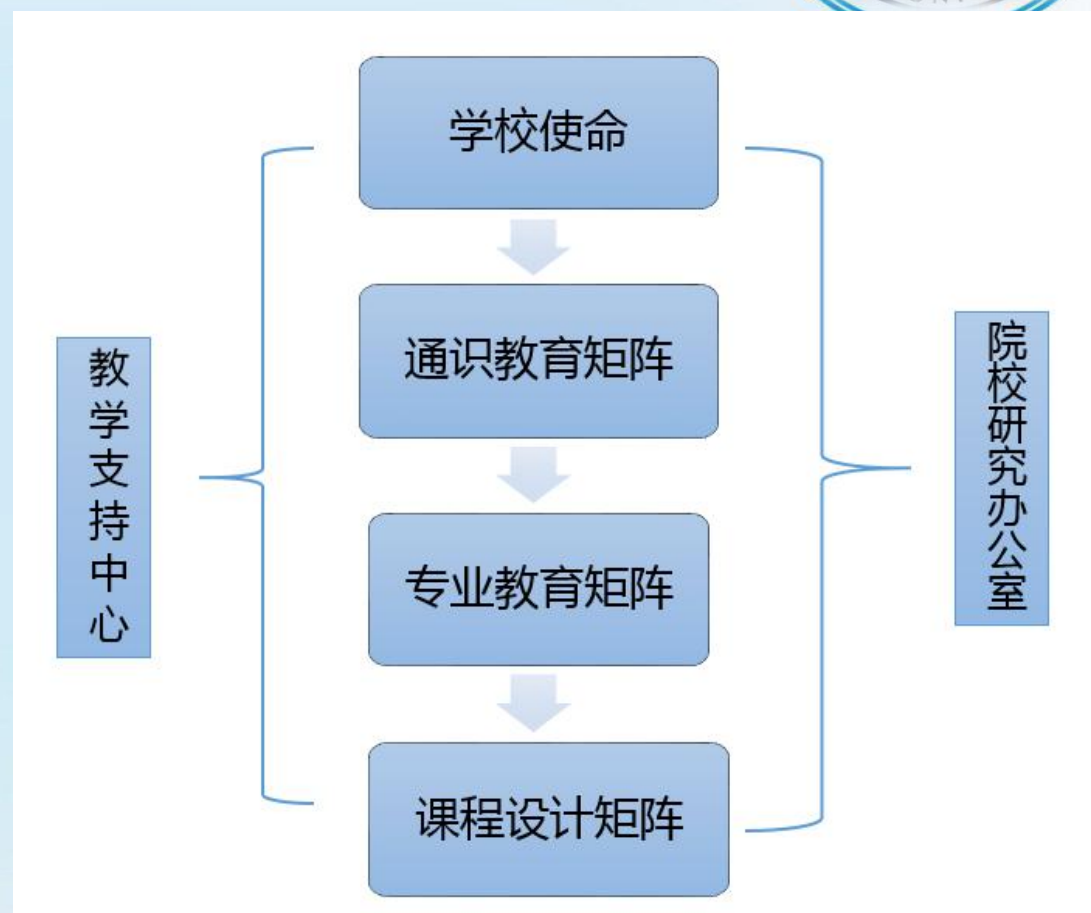 学校使命
通识教育矩阵
教学支持中心
院校研究办公室
专业教育矩阵
课程设计矩阵